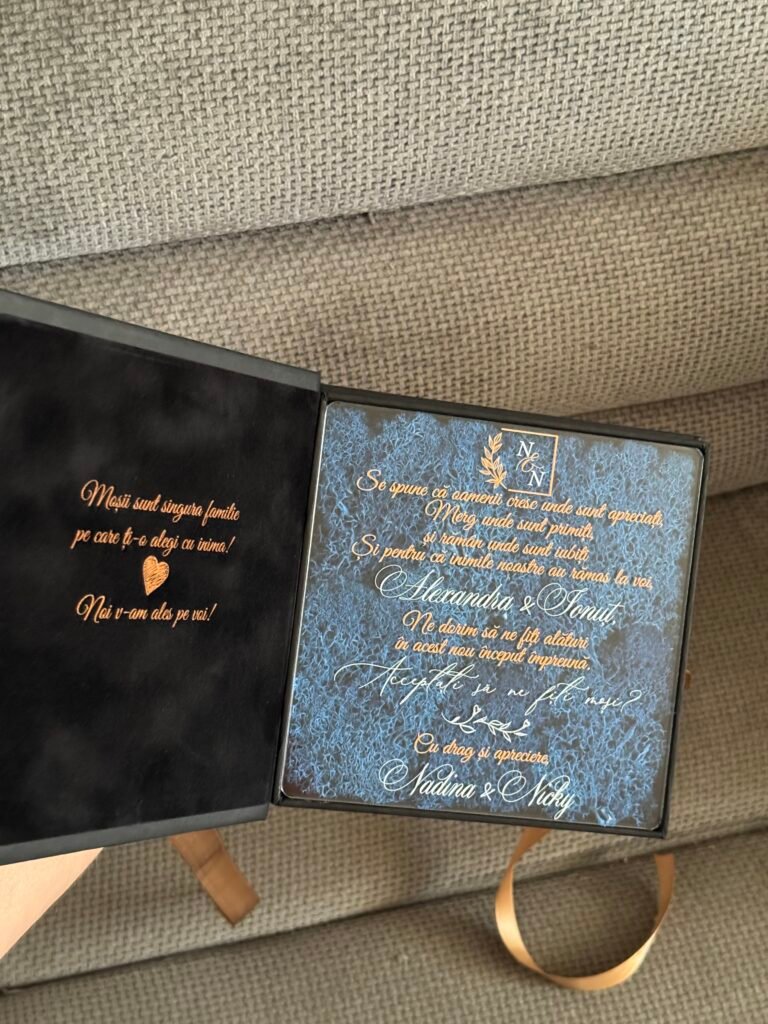 Moșii sunt singura familie
pe care ți-o alegi cu inima!
Noi v-am ales pe voi!
N
&
N
Se spune că oamenii cresc unde sunt apreciați,
Merg unde sunt primiți,
și rămân unde sunt iubiți.
Și pentru că inimile noastre au rămas la voi,
Alexandra & Ionuț,
Ne dorim să ne fiți alături
în acest nou început împreună.
Acceptați să ne fiți moși?
Cu drag și apreciere,
Nadina & Nicky